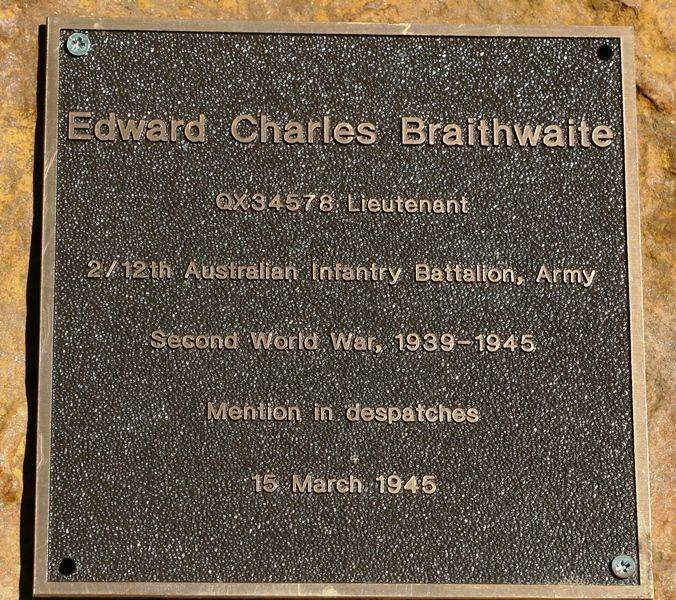 Edward Charles Braithwaite
QX34578 Lieutenant
2/12th Australian Infantry Battalion, Army
Second World War, 1939-1945
Mention in despatches
15 March 1945